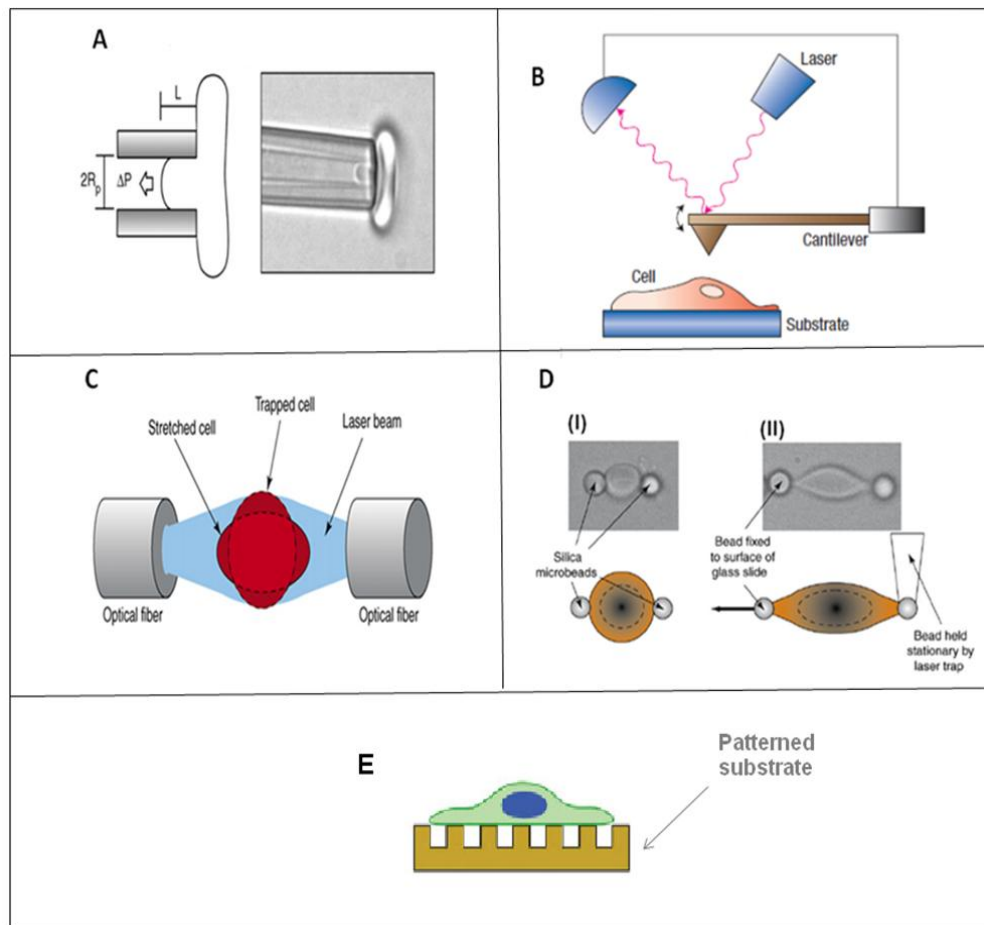 A
L
2Rp
ΔP
B
Laser
Cantilever
Cell
Substrate
C
Trapped
cell
Stretched cell
Laser beam
Optical fiber
Optical fiber
D
(I)
(II)
Silica
microbeads
Bead fixed
to surface of
glass slide
Bead held
stationary by
laser trap
E
Patterned
substrate